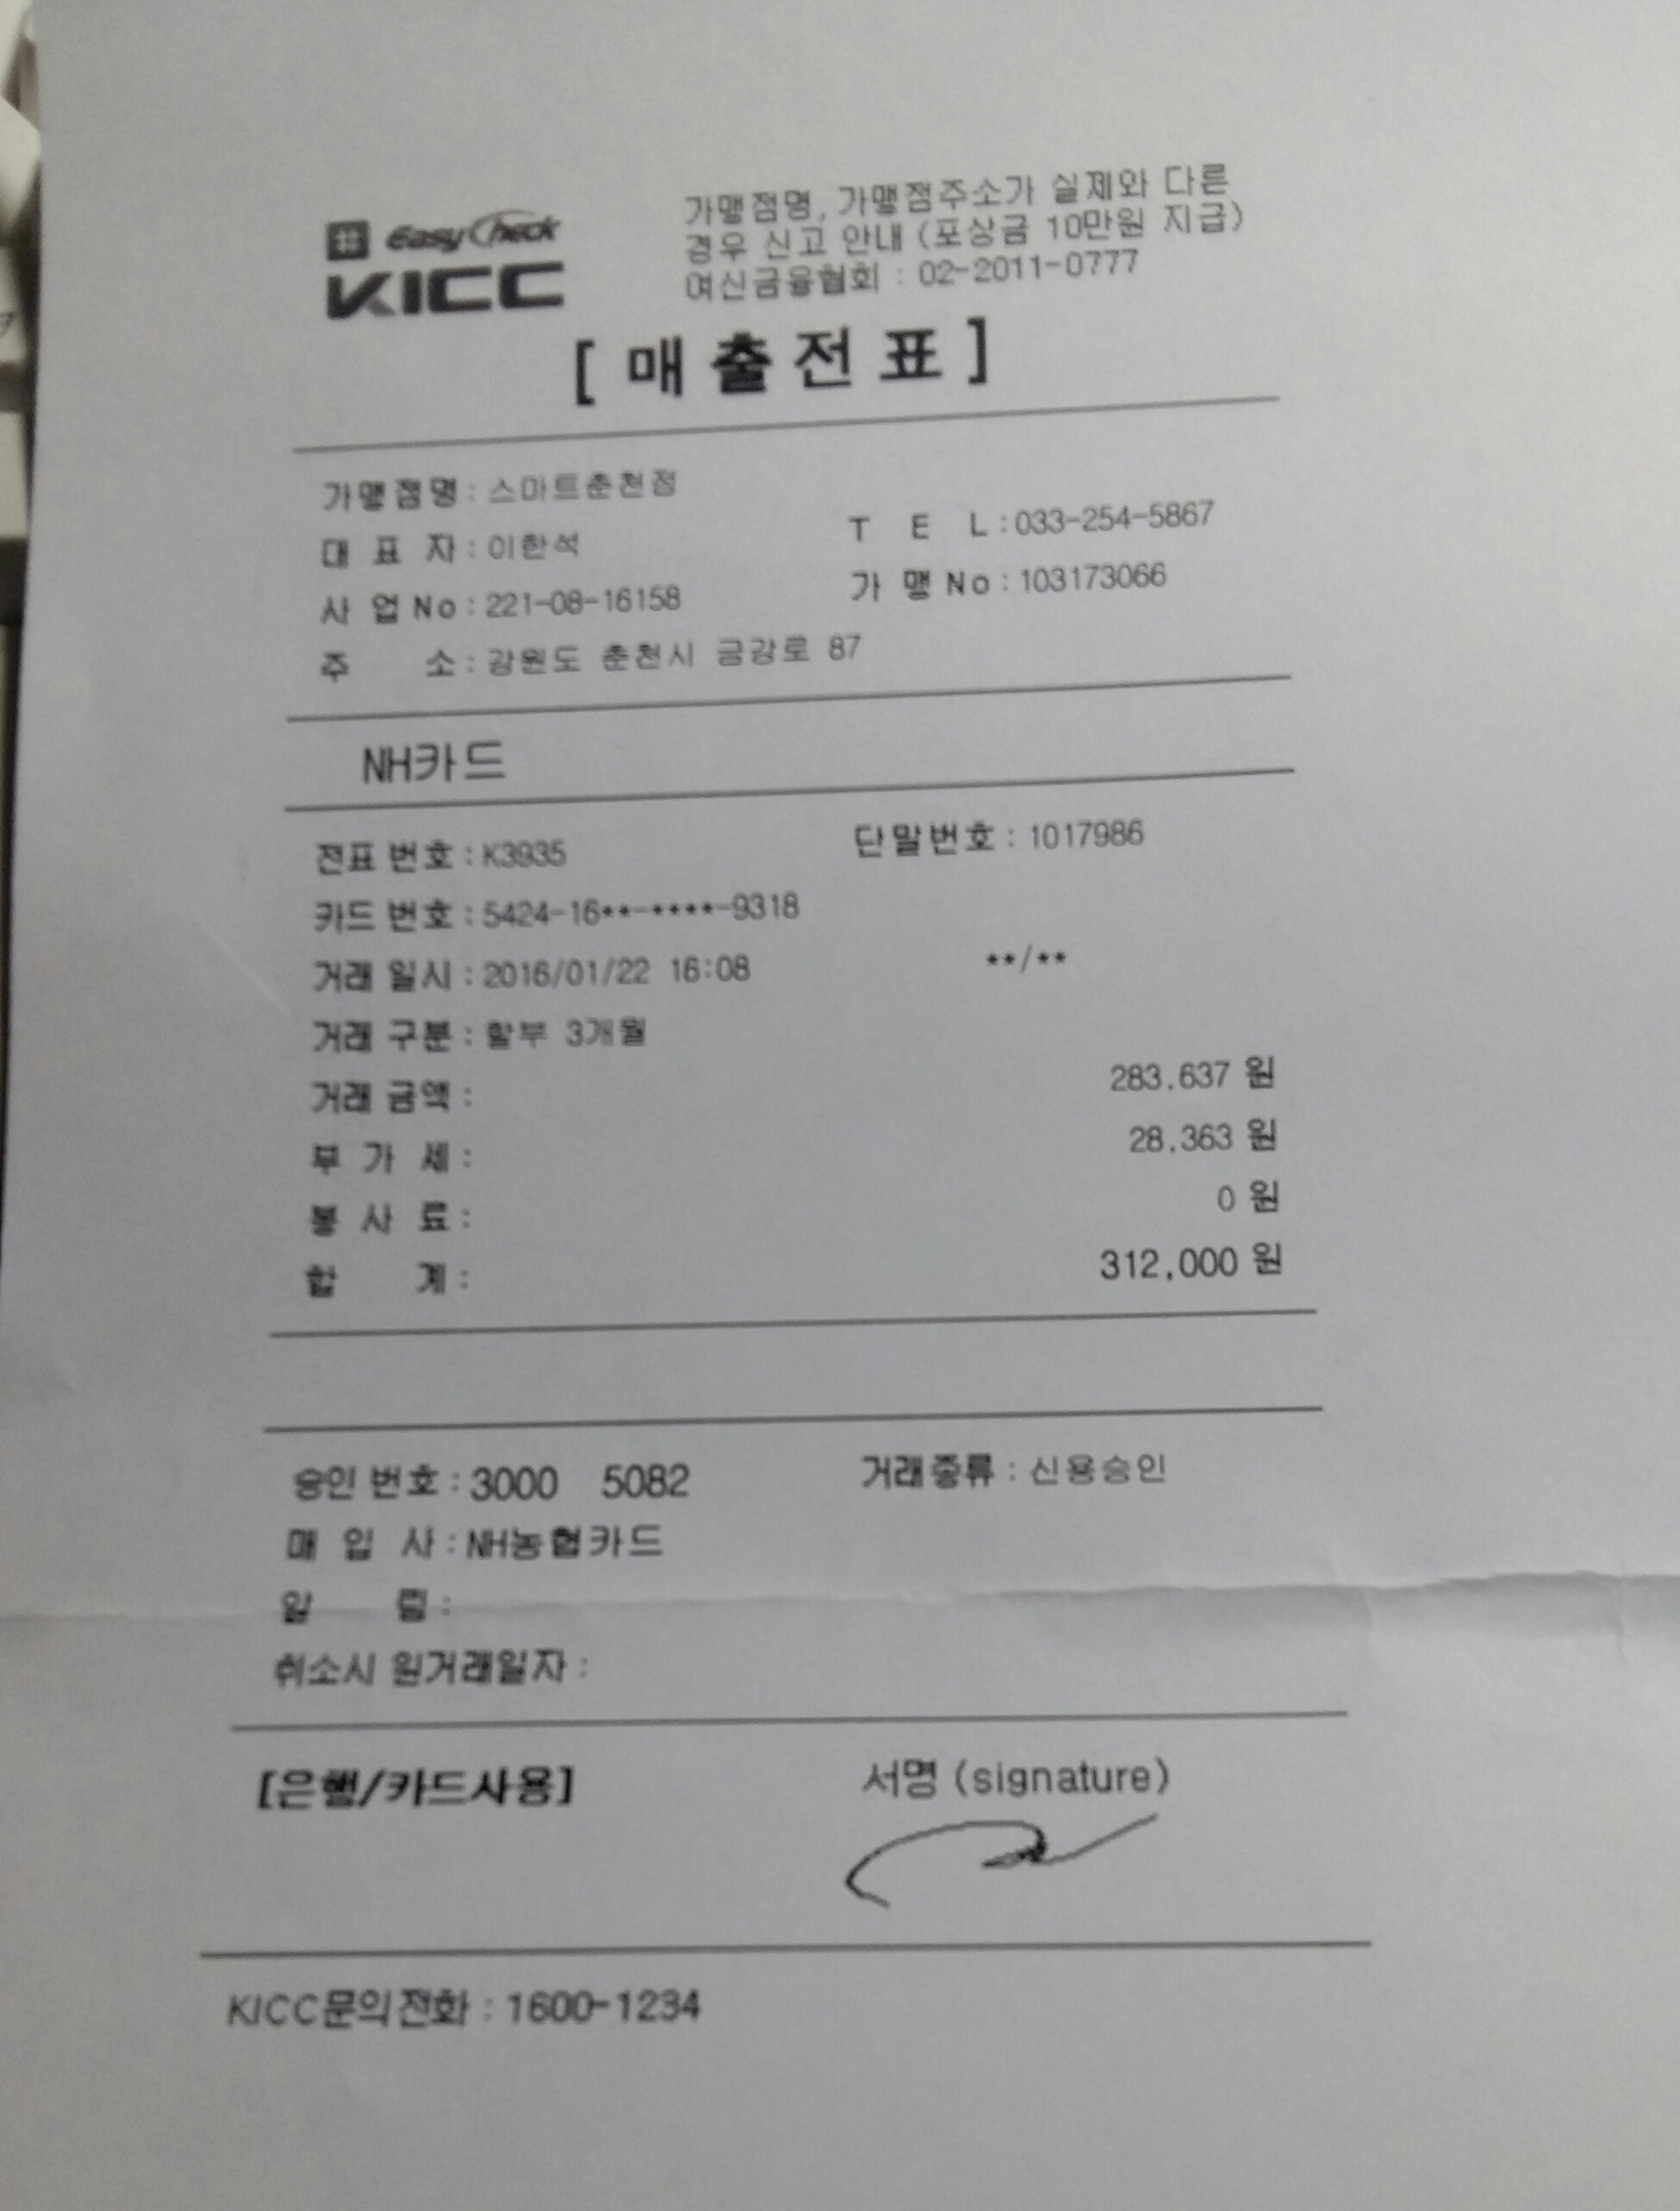 Easy Check
KICC
가맹점명, 가맹점주소가 실제와 다른
경우 신고 안내 (포상금 10만원 지급)
여신금융협회 : 02-2011-0777
[ 매 출 전 표 ]
가맹점명 : 스마트춘천점
대 표 자 : 이한석 T E L : 033-254-5867
사 업 No : 221-08-16158 가 맹 No : 103173066
주 소 : 강원도 춘천시 금강로 87
NH카드
전표 번호 : K3935 단말번호 : 1017986
카드 번호 : 5424-16**-****-9318
거래 일시 : 2016/01/22 16:08 **/**
거래 구분 : 할부 3개월
거래 금액 : 283,637 원
부 가 세 : 28,363 원
봉 사 료 : 0 원
합 계 : 312,000 원
승인 번호 : 3000 5082 거래종류 : 신용승인
매 입 사 : NH농협카드
알 림 :
취소시 원거래일자 :
[은행/카드사용] 서명 (signature)
KICC문의전화 : 1600-1234